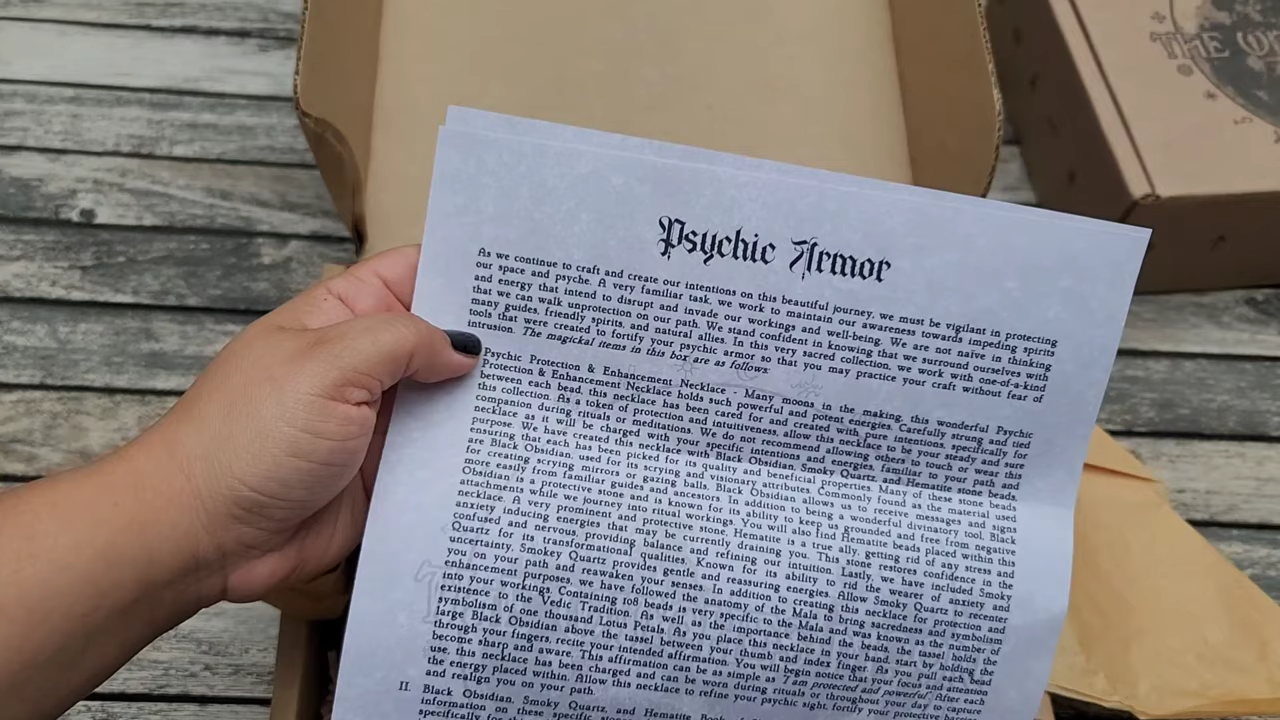 THE
Psychic Armor
As we continue to craft and create our intentions on this beautiful journey, we must be vigilant in protecting
our space and psyche. A very familiar task, we work to maintain our awareness towards impeding spirits
and energy that intend to disrupt and invade our workings and well-being. We are not naïve in thinking
that we can walk unprotection on our path. We stand confident in knowing that we surround ourselves with
many guides, friendly spirits, and natural allies. In this very sacred collection, we work with one-of-a-kind
tools that were created to fortify your psychic armor so that you may practice your craft without fear of
intrusion. The magickal items in this box are as follows:
Psychic Protection & Enhancement Necklace - Many moons in the making, this wonderful Psychic
Protection & Enhancement Necklace holds such powerful and potent energies. Carefully strung and tied
between each bead, this necklace has been cared for and created with pure intentions, specifically for
this collection. As a token of protection and intuitiveness, allow this necklace to be your steady and sure
companion during rituals or meditations. We do not recommend allowing others to touch or wear this
necklace as it will be charged with your specific intentions and energies, familiar to your path and
purpose. We have created this necklace with Black Obsidian, Smoky Quartz, and Hematite stone beads,
ensuring that each has been picked for its quality and beneficial properties. Many of these stone beads
are Black Obsidian, used for its scrying and visionary attributes. Commonly found as the material used
for creating scrying mirrors or gazing balls, Black Obsidian allows us to receive messages and signs
more easily from familiar guides and ancestors. In addition to being a wonderful divinatory tool, Black
Obsidian is a protective stone and is known for its ability to keep us grounded and free from negative
attachments while we journey into ritual workings. You will also find Hematite beads placed within this
necklace. A very prominent and protective stone, Hematite is a true ally, getting rid of any stress and
anxiety inducing energies that may be currently draining you. This stone restores confidence in the
confused and nervous, providing balance and refining our intuition. Lastly, we have included Smoky
Quartz for its transformational qualities. Known for its ability to rid the wearer of anxiety and
uncertainty, Smokey Quartz provides gentle and reassuring energies. Allow Smoky Quartz to recenter
you on your path and reawaken your senses. In addition to creating this necklace for protection and
enhancement purposes, we have followed the anatomy of the Mala to bring sacredness and symbolism
into your workings. Containing 108 beads is very specific to the Mala and was known as the number of
existence in the Vedic Tradition. As well as the importance behind the beads, the tassel holds the
symbolism of one thousand Lotus Petals. As you place this necklace in your hand, start by holding the
large Black Obsidian above the tassel between your thumb and index finger. As you pull each bead
through your fingers, recite your intended affirmation. You will begin notice that your focus and attention
become sharp and aware. This affirmation can be as simple as "I am protected and powerful". After each
use, this necklace has been charged and can be worn during rituals or throughout your day to capture
the energy placed within. Allow this necklace to refine your psychic sight, fortify your protective
and realign you on your path.
II. Black Obsidian, Smoky Quartz, and Hematite
information on these specific
specifically for